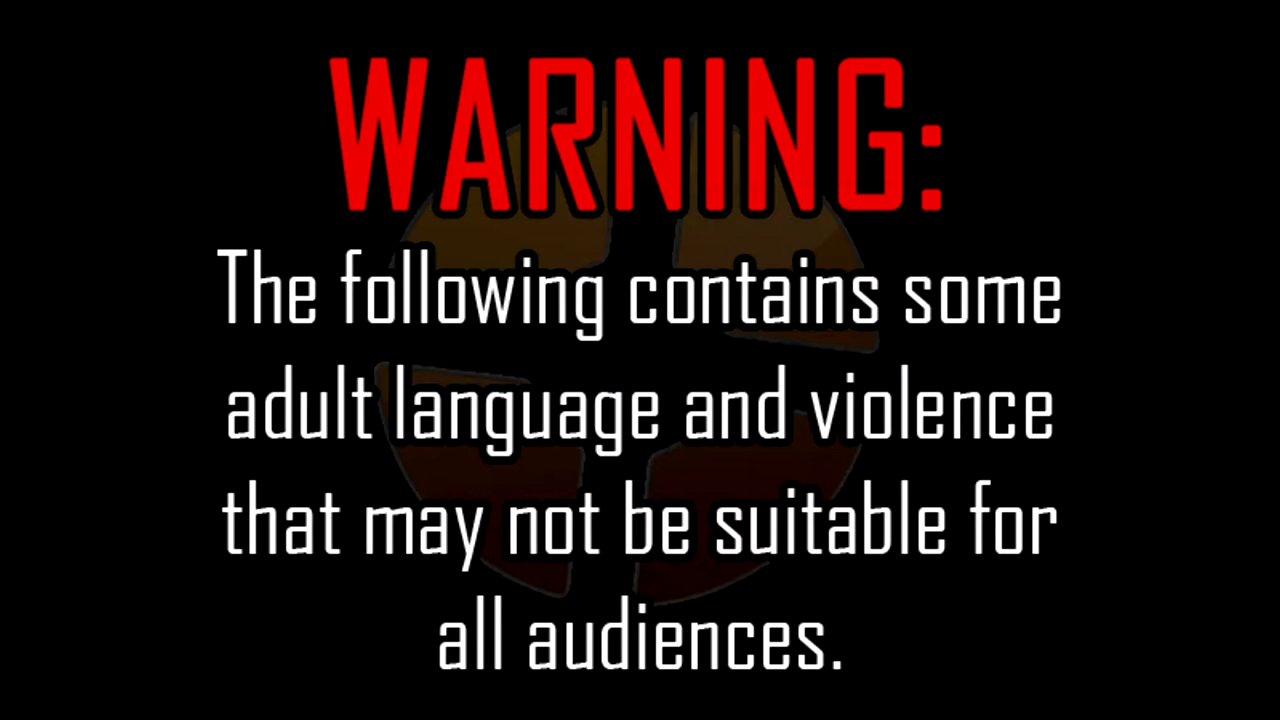 WARNING:
The following contains some
adult language and violence
that may not be suitable for
all audiences.